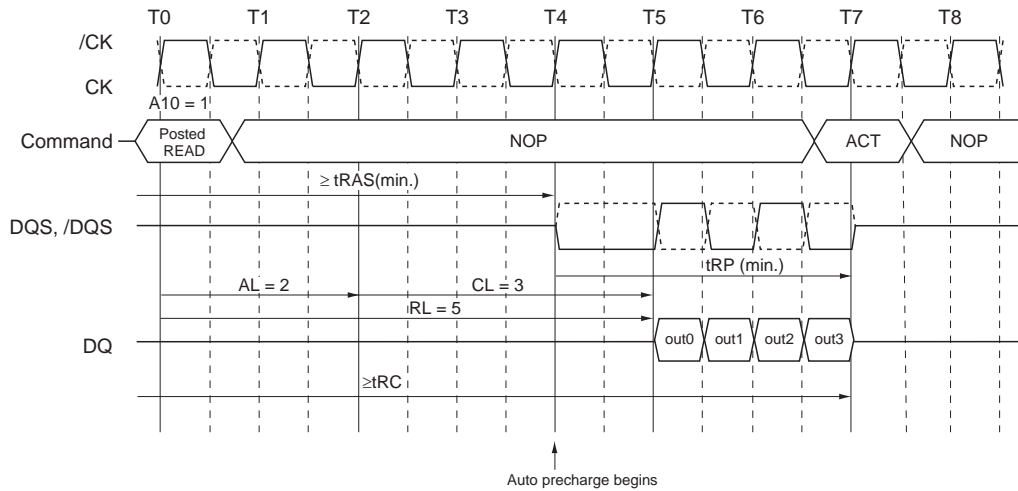 T0 T1 T2 T3 T4 T5 T6 T7 T8
/CK
CK
A10 = 1
Command
Posted
READ
NOP
ACT
NOP
≥ tRAS(min.)
DQS, /DQS
tRP (min.)
AL = 2
CL = 3
RL = 5
DQ
out0 out1 out2 out3
≥tRC
Auto precharge begins